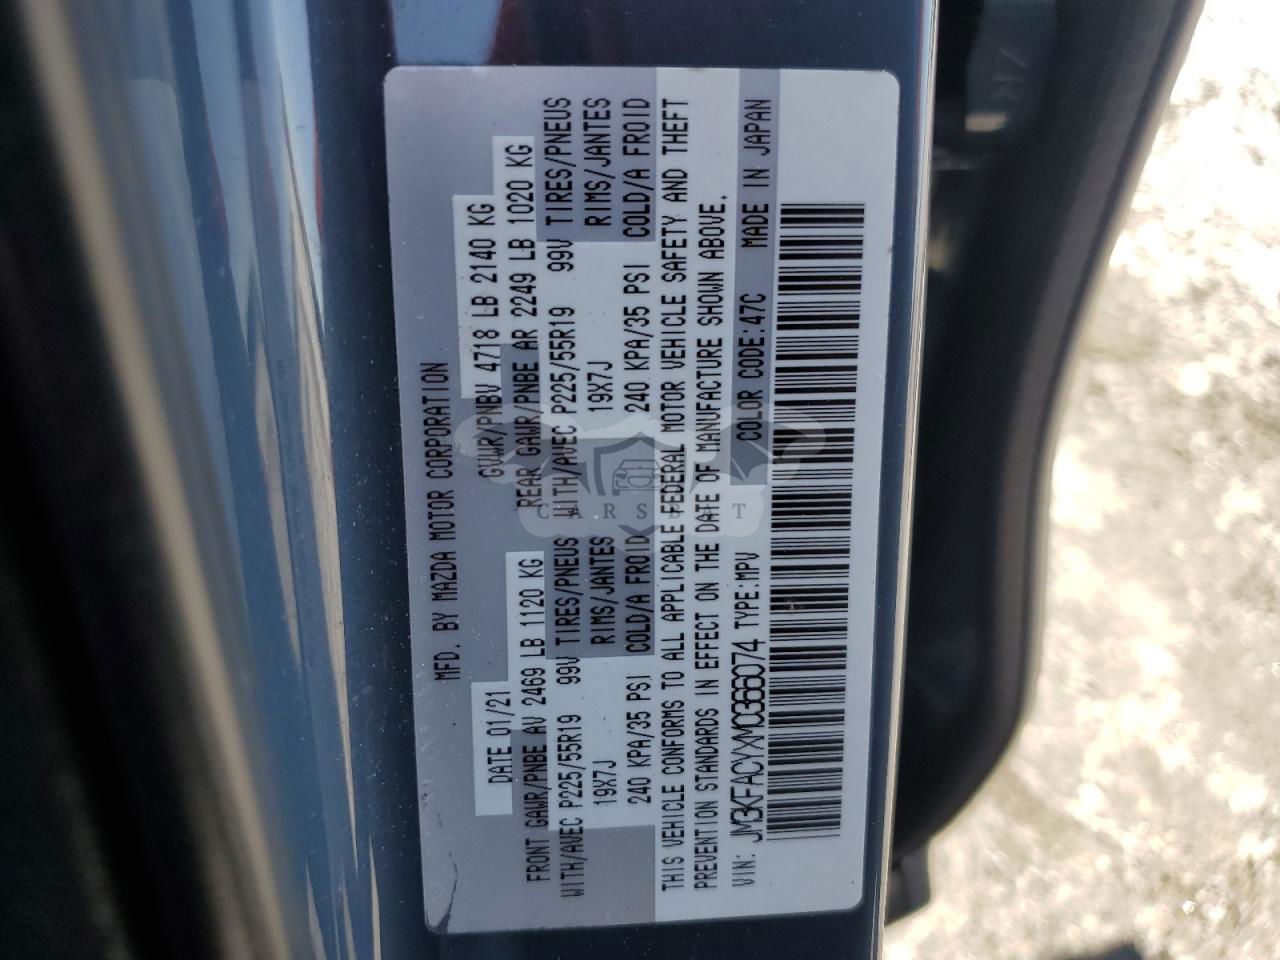 MFD. BY MAZDA MOTOR CORPORATION
DATE 01/21
GVWR/PNBV 4718 LB 2140 KG
FRONT GAWR/PNBE AV 2469 LB 1120 KG
REAR GAWR/PNBE AR 2249 LB 1020 KG
WITH/AVEC P225/55R19 99V TIRES/PNEUS
WITH/AVEC P225/55R19 99V TIRES/PNEUS
19X7J RIMS/JANTES
19X7J RIMS/JANTES
240 KPA/35 PSI COLD/A FROID
240 KPA/35 PSI COLD/A FROID
THIS VEHICLE CONFORMS TO ALL APPLICABLE FEDERAL MOTOR VEHICLE SAFETY AND THEFT
PREVENTION STANDARDS IN EFFECT ON THE DATE OF MANUFACTURE SHOWN ABOVE.
VIN: JM3KFACYXM0366074 TYPE:MPV COLOR CODE:47C MADE IN JAPAN